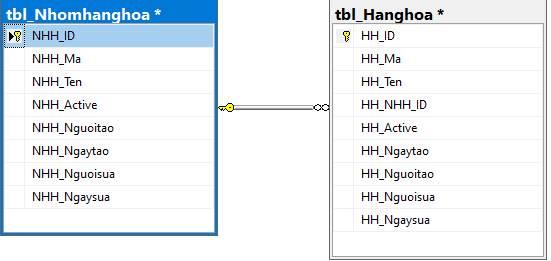 tbl_Nhomhanghoa *
NHH_ID
NHH_Ma
NHH_Ten
NHH_Active
NHH_Nguoitao
NHH_Ngaytao
NHH_Nguoisua
NHH_Ngaysua
tbl_Hanghoa *
HH_ID
HH_Ma
HH_Ten
HH_NHH_ID
HH_Active
HH_Ngaytao
HH_Nguoitao
HH_Nguoisua
HH_Ngaysua